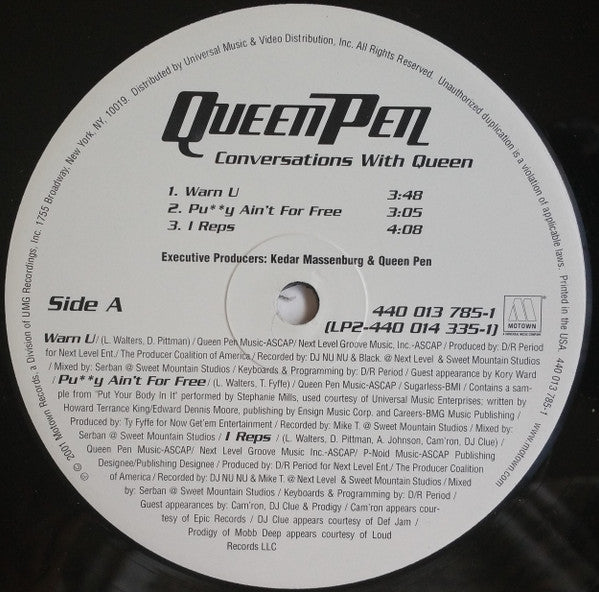 ℗ © 2001 Motown Records, a Division of UMG Recordings, Inc. 1755 Broadway, New York, NY, 10019. Distributed by Universal Music & Video Distribution, Inc. All Rights Reserved. Unauthorized duplication is a violation of applicable laws. Printed in the USA. 440 013 785-1 www.motown.com
QUEEN PEN
Conversations With Queen
1. Warn U 3:48
2. Pu**y Ain't For Free 3:05
3. I Reps 4:08
Executive Producers: Kedar Massenburg & Queen Pen
Side A
440 013 785-1
(LP2-440 014 335-1)
M
MOTOWN
Warn U / (L. Walters, D. Pittman) / Queen Pen Music-ASCAP/ Next Level Groove Music, Inc.-ASCAP / Produced by: D/R Period
for Next Level Ent./ The Producer Coalition of America / Recorded by: DJ NU NU & Black. @ Next Level & Sweet Mountain Studios
/ Mixed by: Serban @ Sweet Mountain Studios / Keyboards & Programming by: D/R Period / Guest appearance by Kory Ward
/ Pu**y Ain't For Free / (L. Walters, T. Fyffe) / Queen Pen Music-ASCAP / Sugarless-BMI / Contains a sam-
ple from "Put Your Body In It" performed by Stephanie Mills, used courtesy of Universal Music Enterprises; written by
Howard Terrance King/Edward Dennis Moore, publishing by Ensign Music Corp. and Careers-BMG Music Publishing /
Produced by: Ty Fyffe for Now Get'em Entertainment / Recorded by: Mike T. @ Sweet Mountain Studios / Mixed by:
Serban @ Sweet Mountain Studios / I Reps / (L. Walters, D. Pittman, A. Johnson, Cam'ron, DJ Clue) /
Queen Pen Music-ASCAP/ Next Level Groove Music Inc.-ASCAP/ P-Noid Music-ASCAP Publishing
Designee/Publishing Designee / Produced by: D/R Period for Next Level Ent / The Producer Coalition
of America / Recorded by: DJ NU NU & Mike T. @ Next Level & Sweet Mountain Studios / Mixed
by: Serban @ Sweet Mountain Studios / Keyboards & Programming by: D/R Period /
Guest appearances by: Cam'ron, DJ Clue & Prodigy / Cam'ron appears cour-
tesy of Epic Records / DJ Clue appears courtesy of Def Jam /
Prodigy of Mobb Deep appears courtesy of Loud
Records LLC